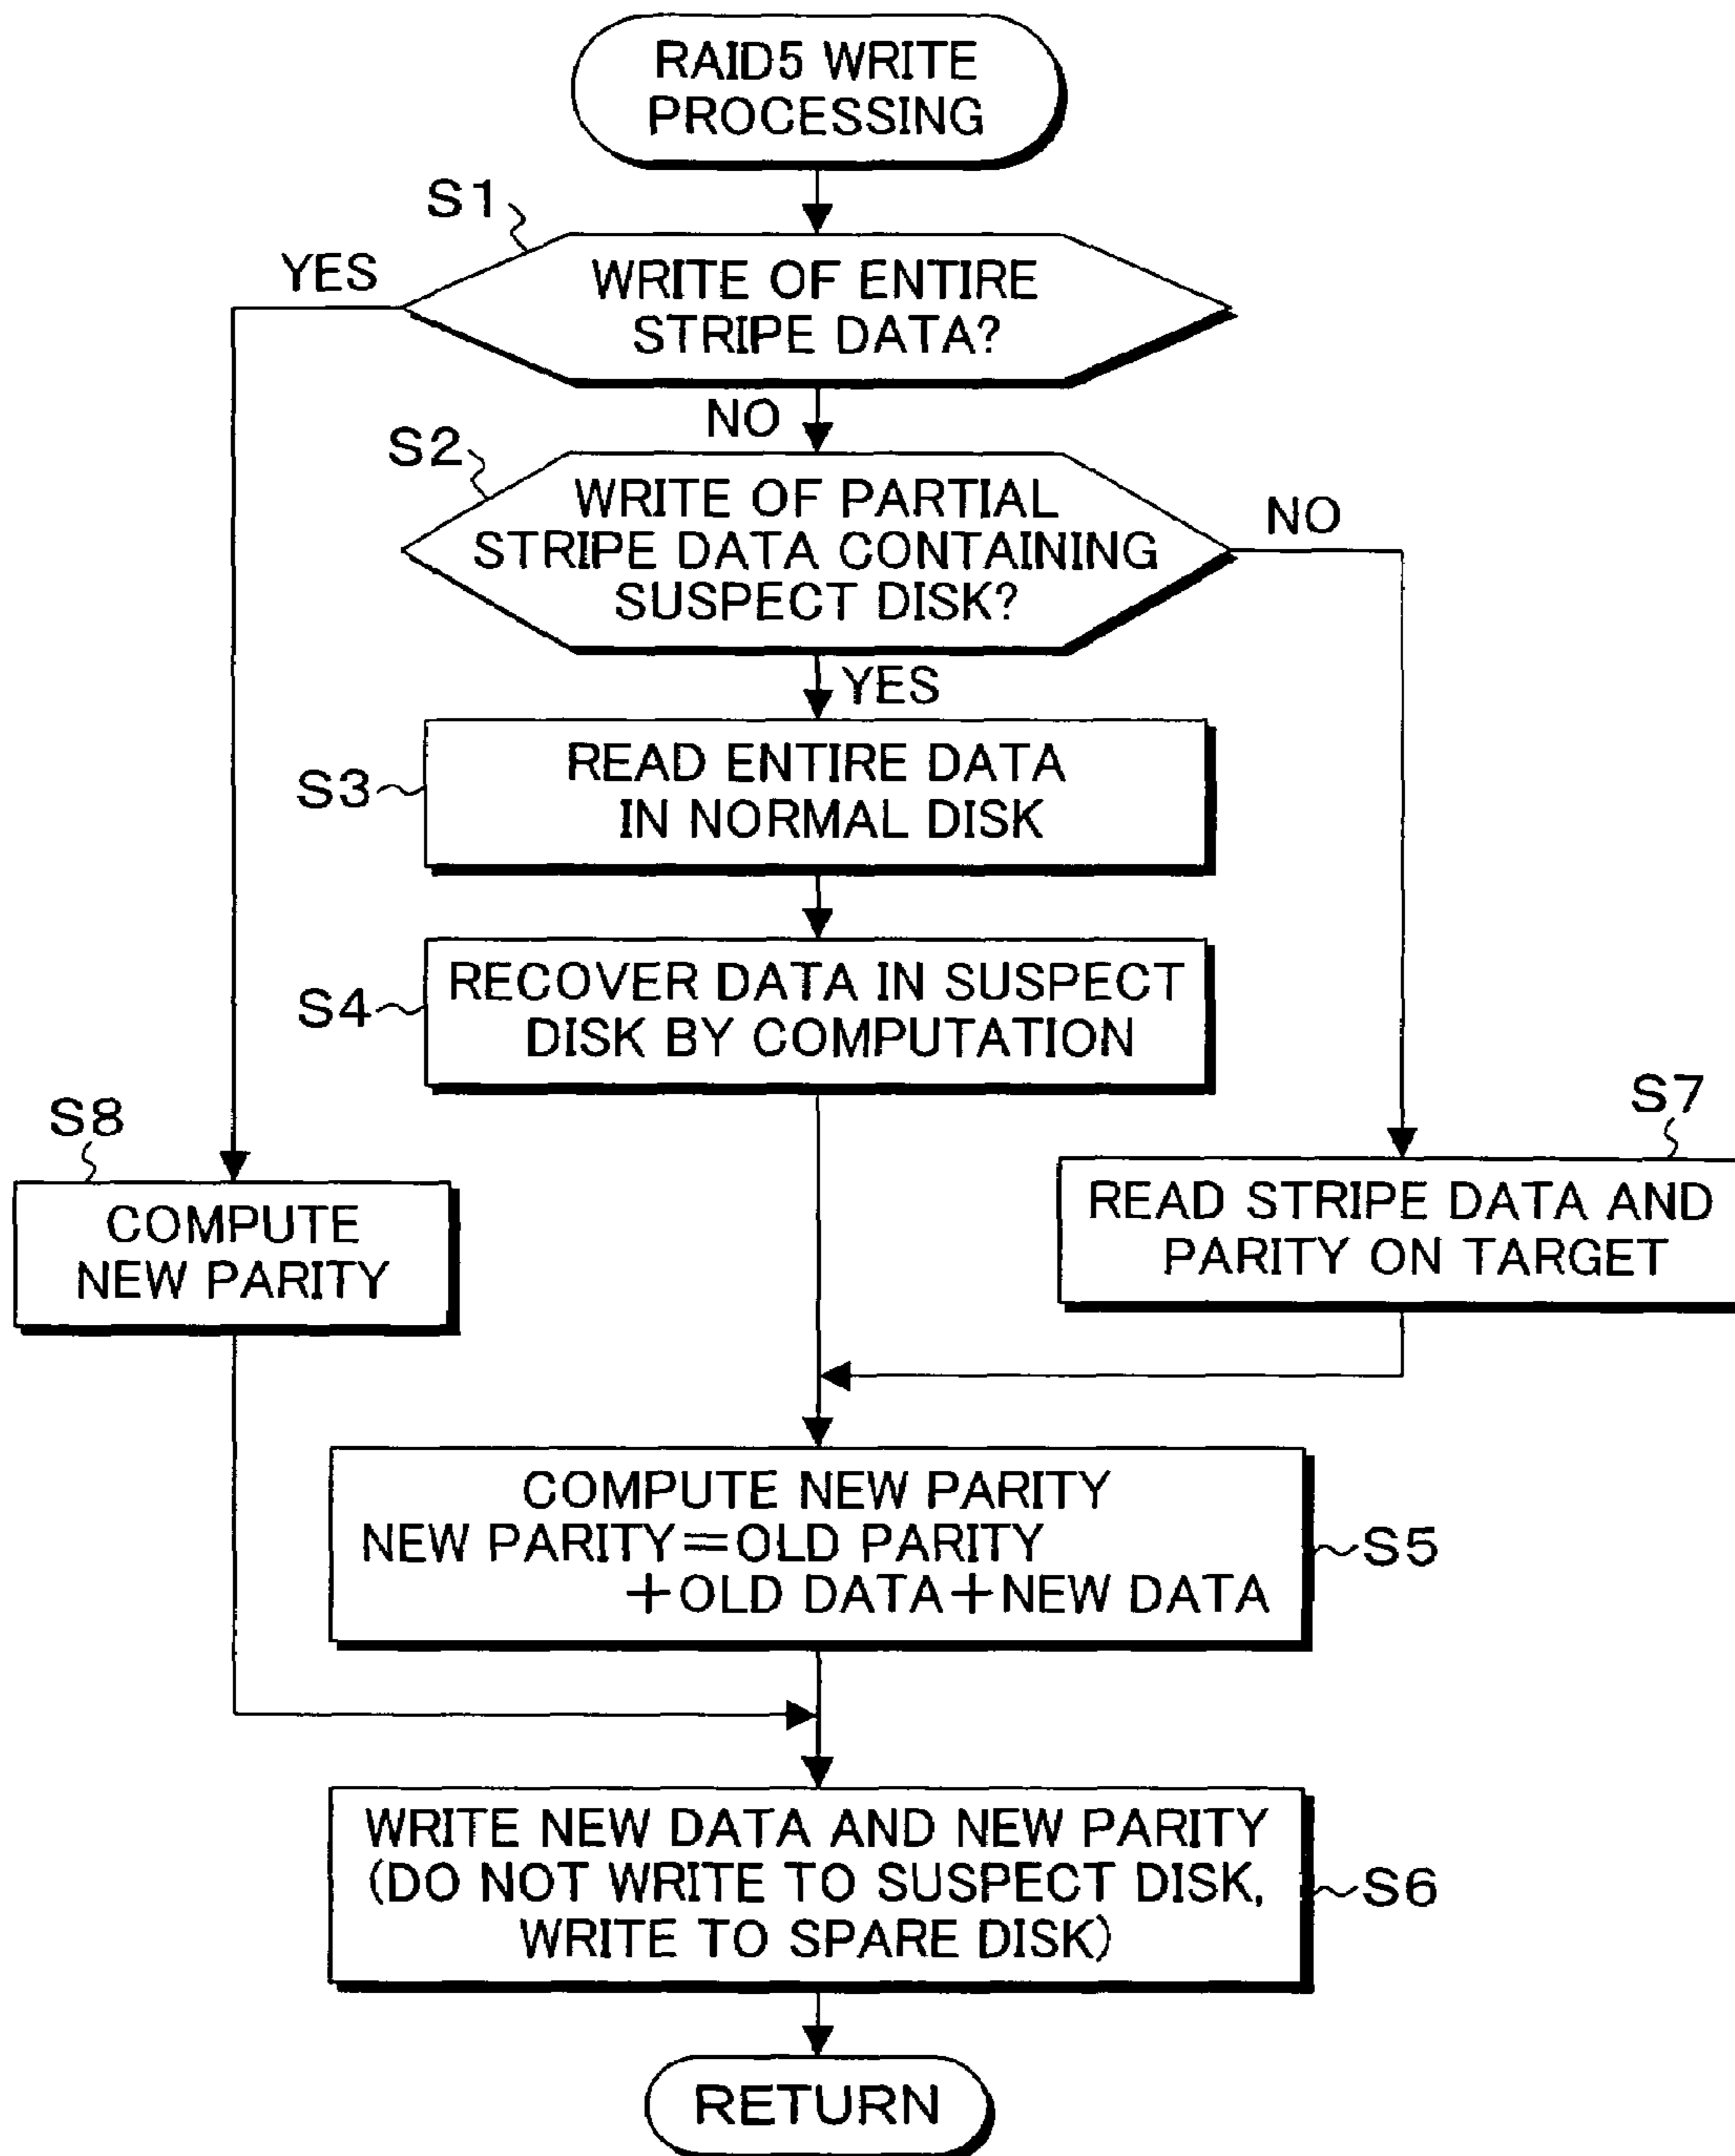 RAID5 WRITE
PROCESSING
S1
YES
WRITE OF ENTIRE
STRIPE DATA?
NO
S2
WRITE OF PARTIAL
STRIPE DATA CONTAINING
SUSPECT DISK?
NO
YES
S3
READ ENTIRE DATA
IN NORMAL DISK
S4
RECOVER DATA IN SUSPECT
DISK BY COMPUTATION
S8
COMPUTE
NEW PARITY
S7
READ STRIPE DATA AND
PARITY ON TARGET
COMPUTE NEW PARITY
NEW PARITY=OLD PARITY
+OLD DATA+NEW DATA
S5
WRITE NEW DATA AND NEW PARITY
(DO NOT WRITE TO SUSPECT DISK,
WRITE TO SPARE DISK)
S6
RETURN